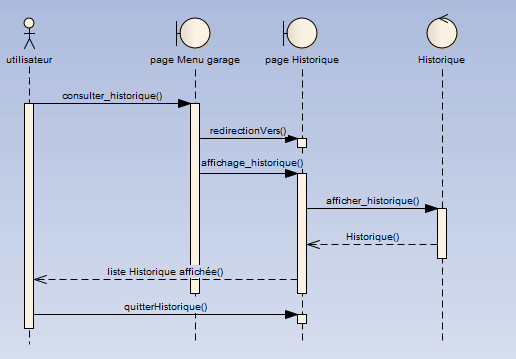 utilisateur
page Menu garage
page Historique
Historique
consulter_historique()
redirectionVers()
affichage_historique()
afficher_historique()
Historique()
liste Historique affichée()
quitterHistorique()